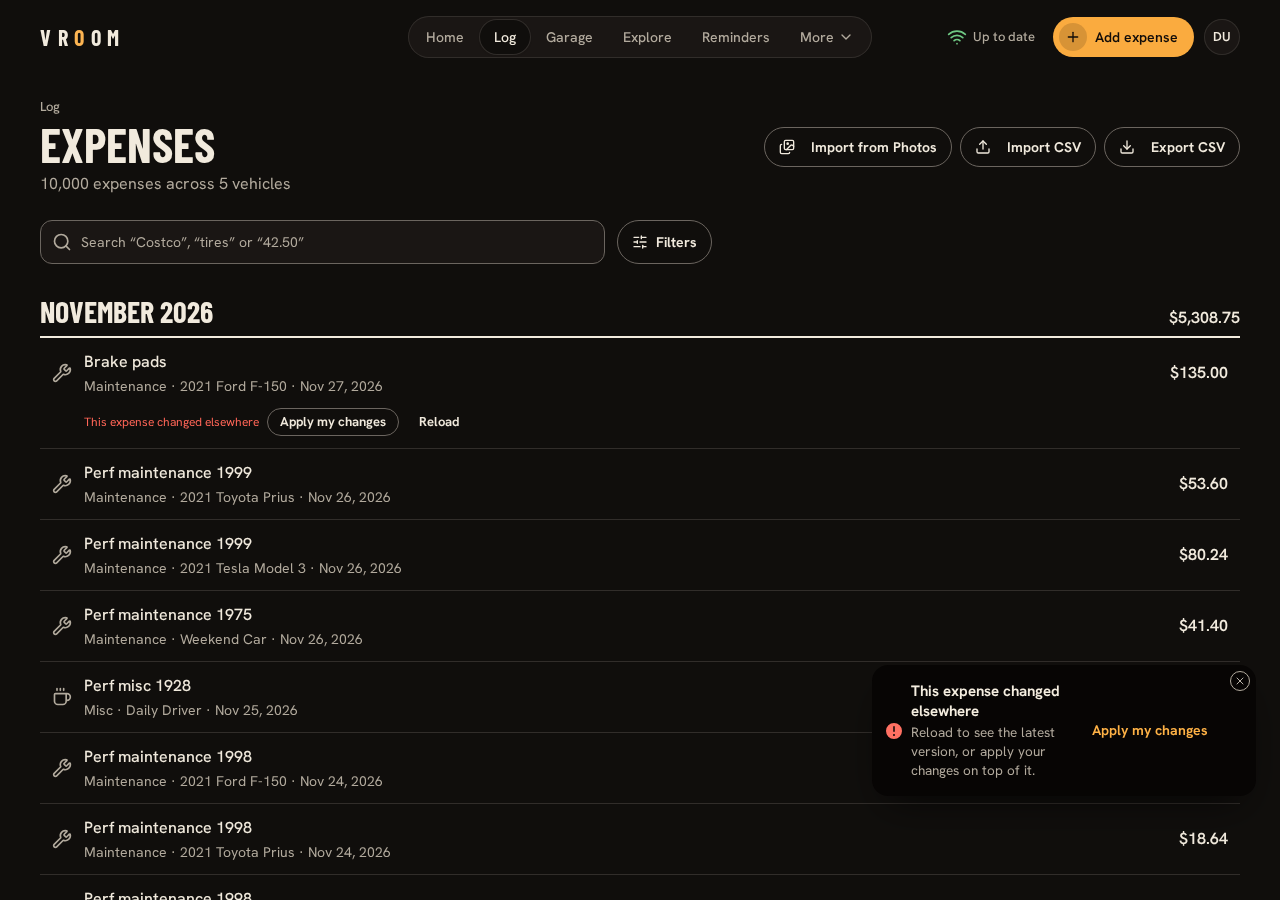 VROOM
Home
Log
Garage
Explore
Reminders
More
Up to date
Add expense
DU
Log
EXPENSES
10,000 expenses across 5 vehicles
Import from Photos
Import CSV
Export CSV
Search “Costco”, “tires” or “42.50”
Filters
NOVEMBER 2026
$5,308.75
Brake pads
Maintenance · 2021 Ford F-150 · Nov 27, 2026
$135.00
This expense changed elsewhere
Apply my changes
Reload
Perf maintenance 1999
Maintenance · 2021 Toyota Prius · Nov 26, 2026
$53.60
Perf maintenance 1999
Maintenance · 2021 Tesla Model 3 · Nov 26, 2026
$80.24
Perf maintenance 1975
Maintenance · Weekend Car · Nov 26, 2026
$41.40
Perf misc 1928
Misc · Daily Driver · Nov 25, 2026
Perf maintenance 1998
Maintenance · 2021 Ford F-150 · Nov 24, 2026
This expense changed
elsewhere
Reload to see the latest
version, or apply your
changes on top of it.
Apply my changes
Perf maintenance 1998
Maintenance · 2021 Toyota Prius · Nov 24, 2026
$18.64
Perf maintenance 1998